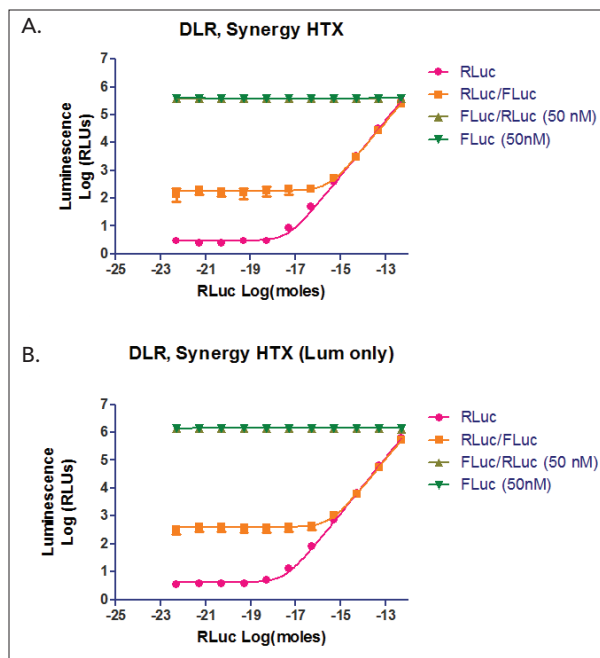 A.
DLR, Synergy HTX
7
6
5
4
3
2
1
0
Luminescence
Log (RLUs)
-25 -23 -21 -19 -17 -15 -13
RLuc Log(moles)
RLuc
RLuc/FLuc
FLuc/RLuc (50 nM)
FLuc (50nM)
B.
DLR, Synergy HTX (Lum only)
7
6
5
4
3
2
1
0
Luminescence
Log (RLUs)
-25 -23 -21 -19 -17 -15 -13
RLuc Log(moles)
RLuc
RLuc/FLuc
FLuc/RLuc (50 nM)
FLuc (50nM)